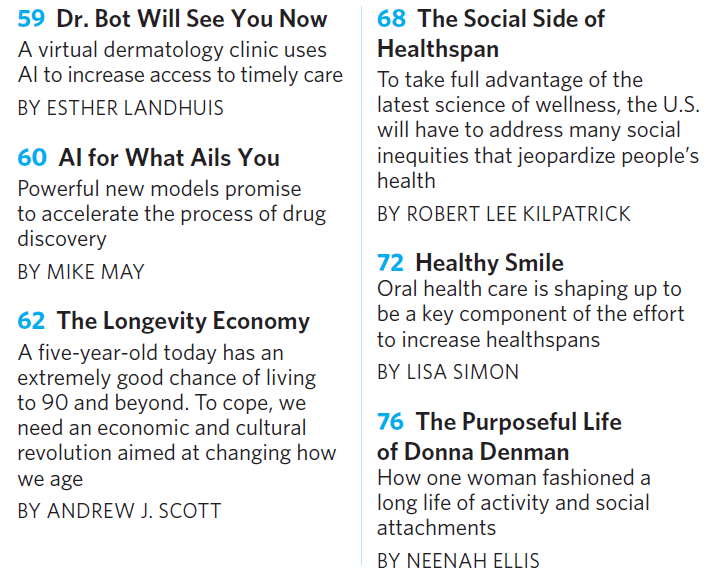 59 Dr. Bot Will See You Now
A virtual dermatology clinic uses
AI to increase access to timely care
BY ESTHER LANDHUIS
60 AI for What Ails You
Powerful new models promise
to accelerate the process of drug
discovery
BY MIKE MAY
62 The Longevity Economy
A five-year-old today has an
extremely good chance of living
to 90 and beyond. To cope, we
need an economic and cultural
revolution aimed at changing how
we age
BY ANDREW J. SCOTT
68 The Social Side of
Healthspan
To take full advantage of the
latest science of wellness, the U.S.
will have to address many social
inequities that jeopardize people’s
health
BY ROBERT LEE KILPATRICK
72 Healthy Smile
Oral health care is shaping up to
be a key component of the effort
to increase healthspans
BY LISA SIMON
76 The Purposeful Life
of Donna Denman
How one woman fashioned a
long life of activity and social
attachments
BY NEENAH ELLIS